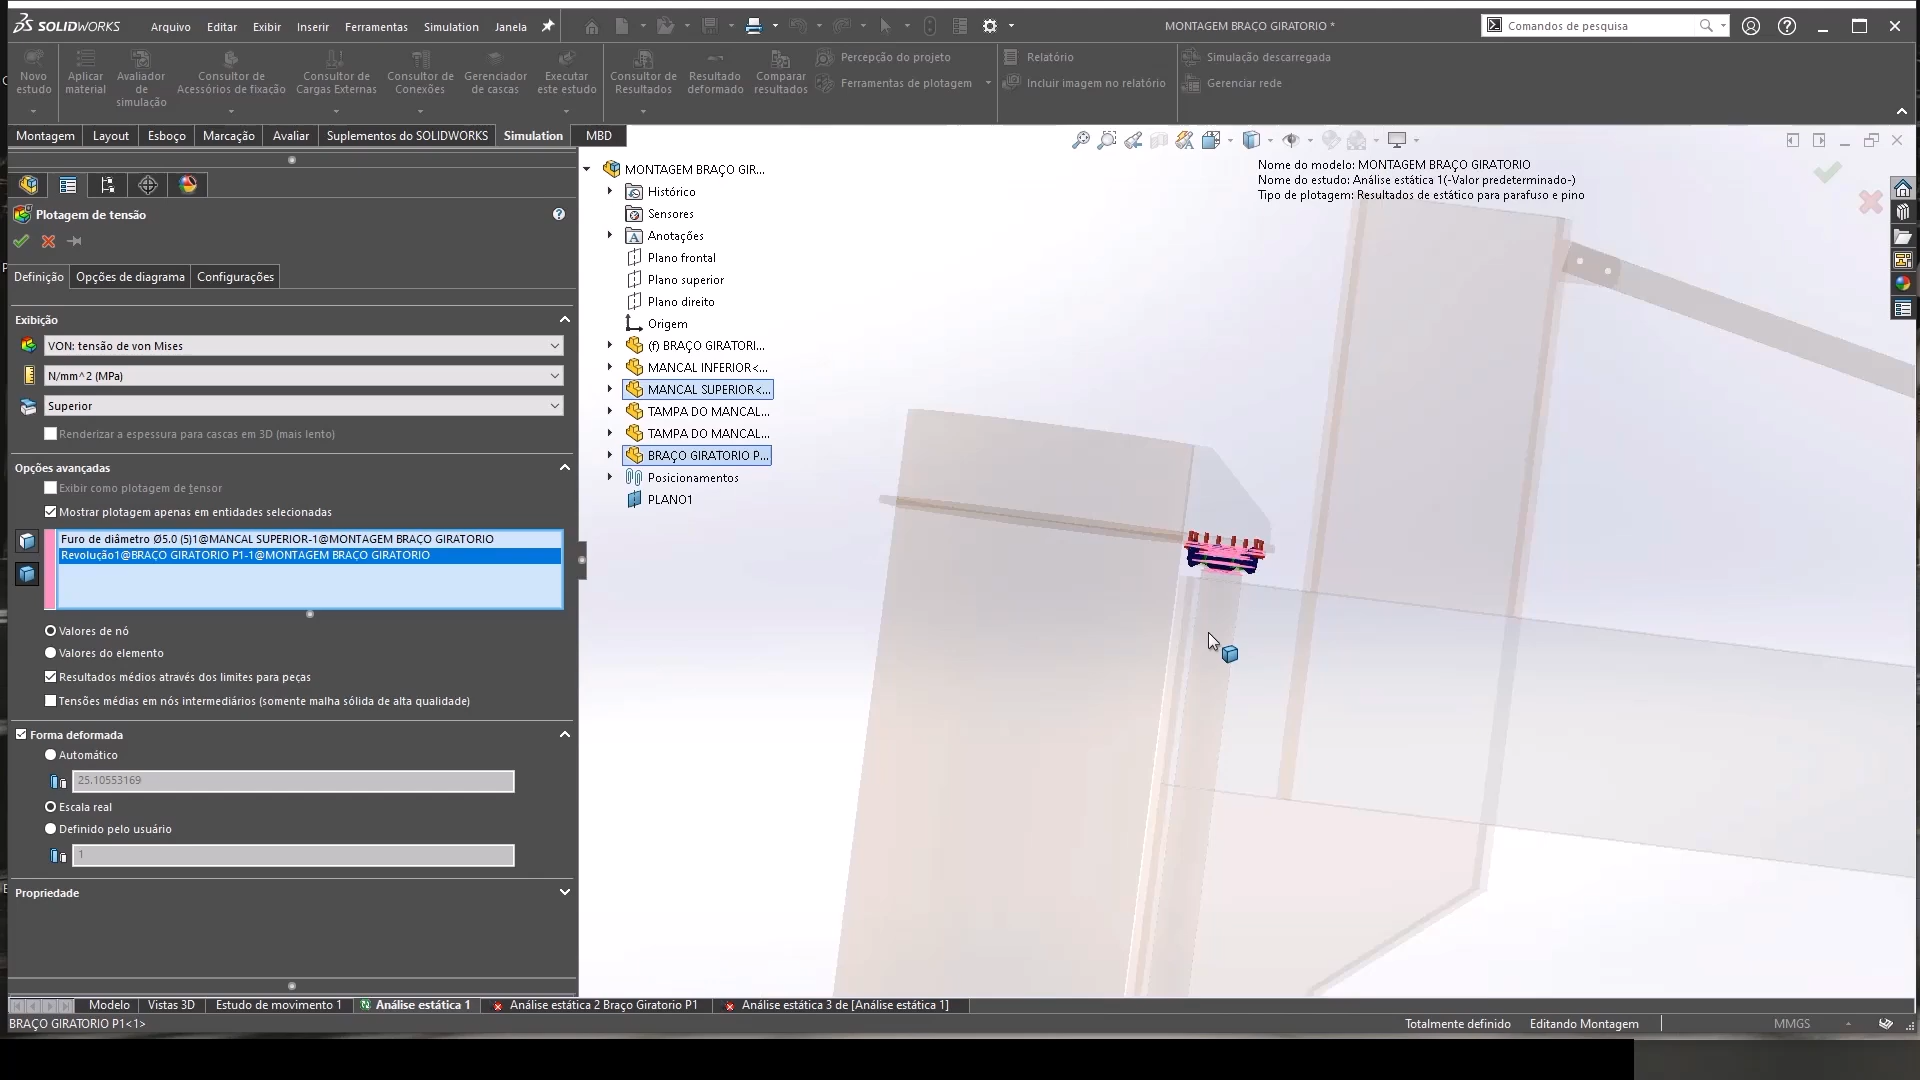 SOLIDWORKS
Arquivo Editar Exibir Inserir Ferramentas Simulation Janela
MONTAGEM BRAÇO GIRATORIO *
Comandos de pesquisa
Novo estudo
Aplicar material
Avaliador de simulação
Consultor de Acessórios de fixação
Consultor de Cargas Externas
Consultor de Conexões
Gerenciador de cascas
Executar este estudo
Consultor de Resultados
Resultado deformado
Comparar resultados
Percepção do projeto
Ferramentas de plotagem
Relatório
Incluir imagem no relatório
Simulação descarregada
Gerenciar rede
Montagem Layout Esboço Marcação Avaliar Suplementos do SOLIDWORKS Simulation MBD
Plotagem de tensão
Definição Opções de diagrama Configurações
Exibição
VON: tensão de von Mises
N/mm^2 (MPa)
Superior
Renderizar a espessura para cascas em 3D (mais lento)
Opções avançadas
Exibir como plotagem de tensor
Mostrar plotagem apenas em entidades selecionadas
Furo de diâmetro Ø5.0 (5)1@MANCAL SUPERIOR-1@MONTAGEM BRAÇO GIRATORIO
Revolução1@BRAÇO GIRATORIO P1-1@MONTAGEM BRAÇO GIRATORIO
Valores de nó
Valores do elemento
Resultados médios através dos limites para peças
Tensões médias em nós intermediários (somente malha sólida de alta qualidade)
Forma deformada
Automático
25.10553169
Escala real
Definido pelo usuário
1
Propriedade
MONTAGEM BRAÇO GIR...
Histórico
Sensores
Anotações
Plano frontal
Plano superior
Plano direito
Origem
(f) BRAÇO GIRATORI...
MANCAL INFERIOR<...
MANCAL SUPERIOR<...
TAMPA DO MANCAL...
TAMPA DO MANCAL...
BRAÇO GIRATORIO P...
Posicionamentos
PLANO1
Nome do modelo: MONTAGEM BRAÇO GIRATORIO
Nome do estudo: Análise estática 1(-Valor predeterminado-)
Tipo de plotagem: Resultados de estático para parafuso e pino
Modelo Vistas 3D Estudo de movimento 1 Análise estática 1 Análise estática 2 Braço Giratorio P1 Análise estática 3 de [Análise estática 1]
BRAÇO GIRATORIO P1<1>
Totalmente definido Editando Montagem MMGS